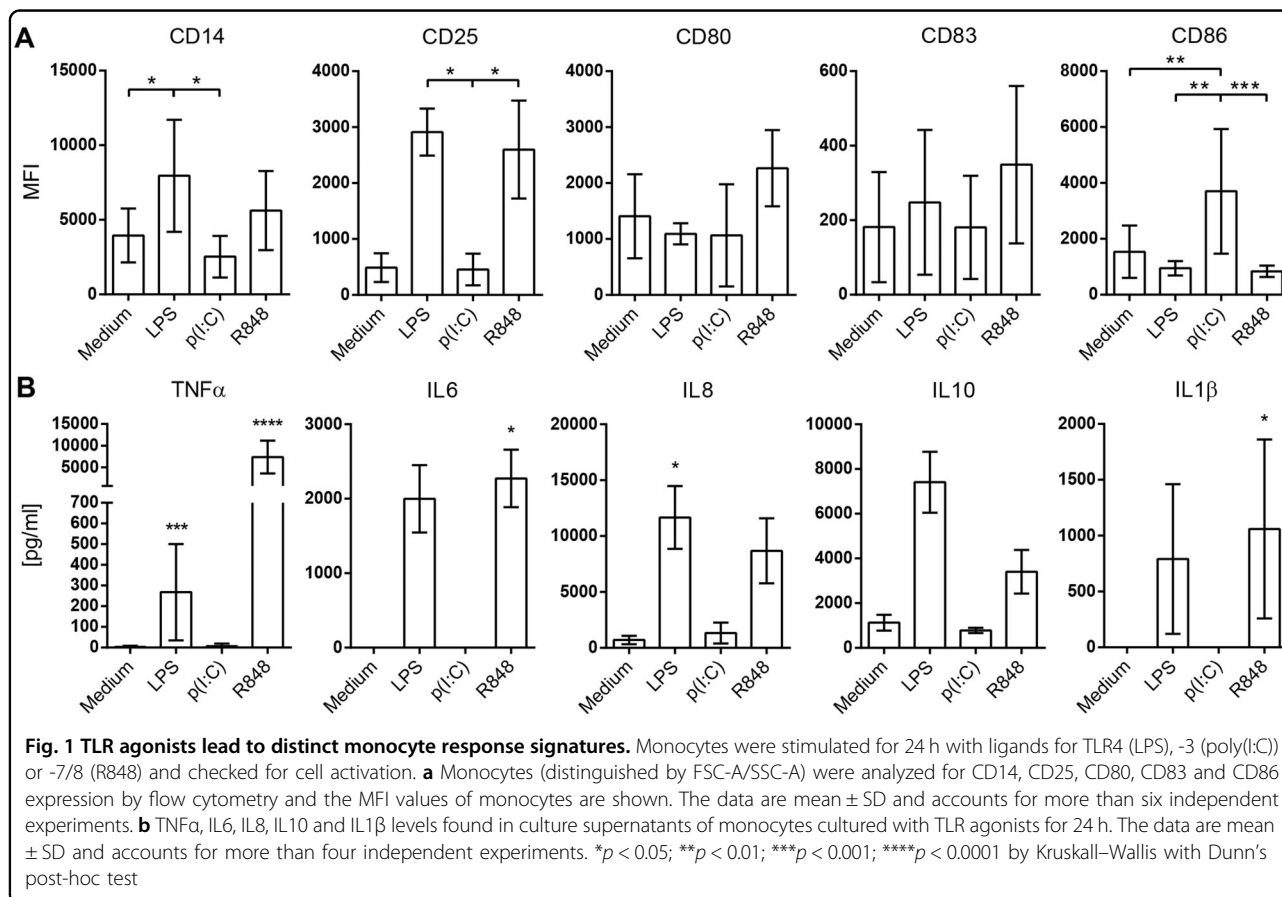 A
CD14
CD25
CD80
CD83
CD86
MFI
15000
10000
5000
0
* *
Medium
LPS
p(I:C)
R848
4000
3000
2000
1000
0
* *
Medium
LPS
p(I:C)
R848
4000
3000
2000
1000
0
Medium
LPS
p(I:C)
R848
600
400
200
0
Medium
LPS
p(I:C)
R848
8000
6000
4000
2000
0
**
** ***
Medium
LPS
p(I:C)
R848
B
TNFα
IL6
IL8
IL10
IL1β
[pg/ml]
15000
10000
5000
700
600
500
400
300
200
100
0
***
****
Medium
LPS
p(I:C)
R848
3000
2000
1000
0
*
Medium
LPS
p(I:C)
R848
20000
15000
10000
5000
0
*
Medium
LPS
p(I:C)
R848
10000
8000
6000
4000
2000
0
Medium
LPS
p(I:C)
R848
2000
1500
1000
500
0
*
Medium
LPS
p(I:C)
R848
Fig. 1 TLR agonists lead to distinct monocyte response signatures. Monocytes were stimulated for 24 h with ligands for TLR4 (LPS), -3 (poly(I:C))
or -7/8 (R848) and checked for cell activation. a Monocytes (distinguished by FSC-A/SSC-A) were analyzed for CD14, CD25, CD80, CD83 and CD86
expression by flow cytometry and the MFI values of monocytes are shown. The data are mean ± SD and accounts for more than six independent
experiments. b TNFα, IL6, IL8, IL10 and IL1β levels found in culture supernatants of monocytes cultured with TLR agonists for 24 h. The data are mean
± SD and accounts for more than four independent experiments. *p < 0.05; **p < 0.01; ***p < 0.001; ****p < 0.0001 by Kruskall–Wallis with Dunn's
post-hoc test